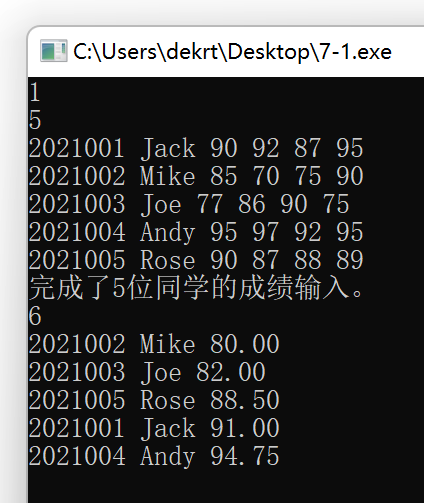 C:\Users\dekrt\Desktop\7-1.exe
1
5
2021001 Jack 90 92 87 95
2021002 Mike 85 70 75 90
2021003 Joe 77 86 90 75
2021004 Andy 95 97 92 95
2021005 Rose 90 87 88 89
完成了5位同学的成绩输入。
6
2021002 Mike 80.00
2021003 Joe 82.00
2021005 Rose 88.50
2021001 Jack 91.00
2021004 Andy 94.75